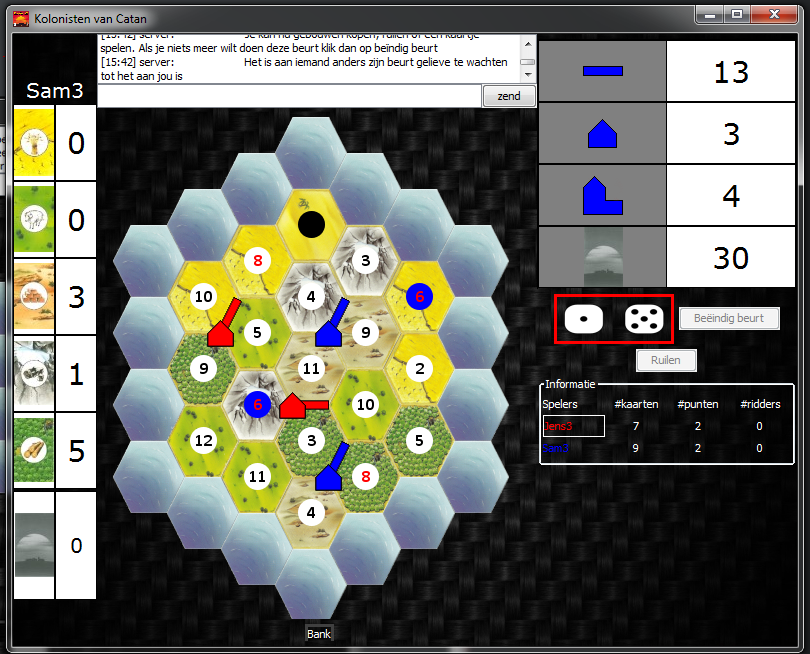 Kolonisten van Catan
[15:42] server: Je kan nu gebouwen kopen, ruilen of een kaartje
spelen. Als je niets meer wilt doen deze beurt klik dan op beëindig beurt
[15:42] server: Het is aan iemand anders zijn beurt gelieve te wachten
tot het aan jou is
zend
Sam3
0
0
3
1
5
0
13
3
4
30
Beëindig beurt
Ruilen
Informatie
Spelers #kaarten #punten #ridders
Jens3 7 2 0
Sam3 9 2 0
8 3
10 4 6
5 9
9 11 2
6 10
12 3 5
11 8
4
Bank